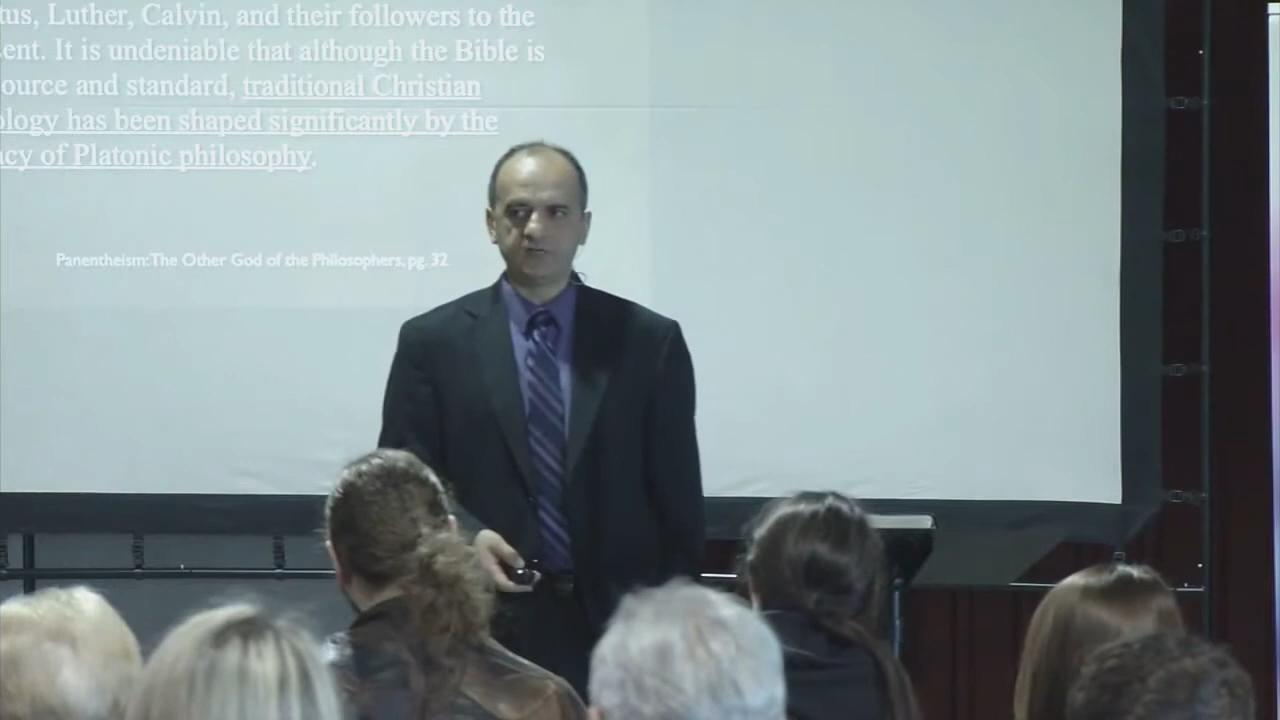 tus, Luther, Calvin, and their followers to the
ent. It is undeniable that although the Bible is
ource and standard, traditional Christian
ology has been shaped significantly by the
acy of Platonic philosophy.
Panentheism: The Other God of the Philosophers, pg. 32